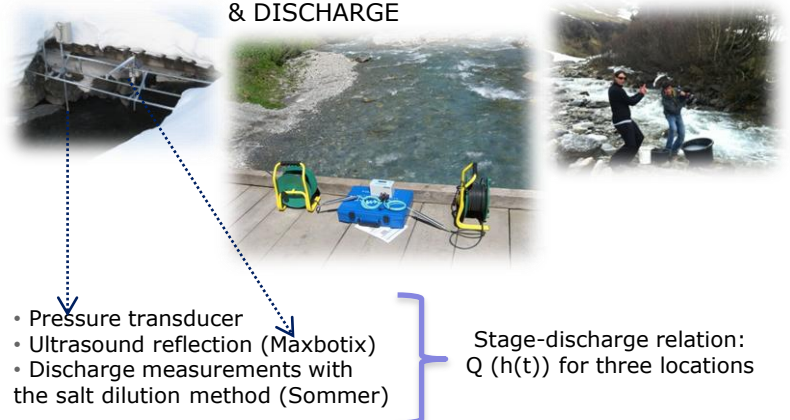 & DISCHARGE
• Pressure transducer
• Ultrasound reflection (Maxbotix)
• Discharge measurements with
the salt dilution method (Sommer)
Stage-discharge relation:
Q (h(t)) for three locations